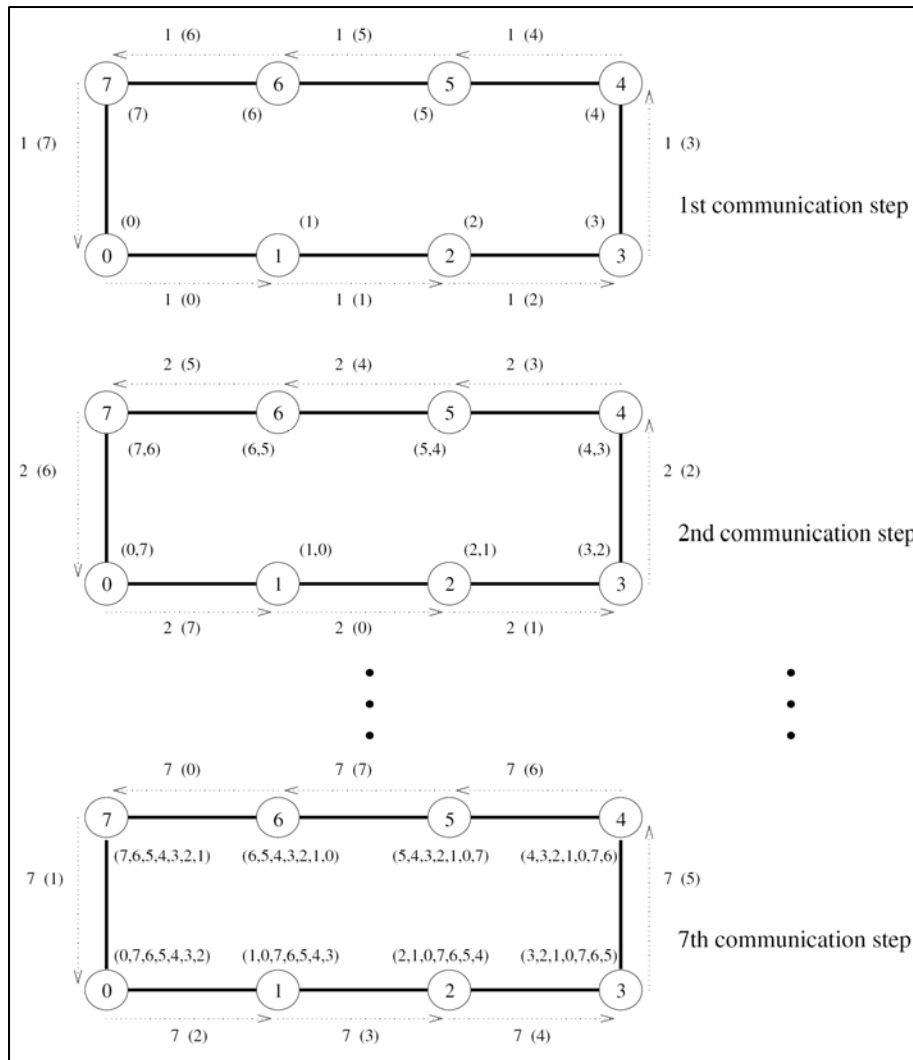 1 (6) 1 (5) 1 (4)
7 6 5 4
(7) (6) (5) (4)
1 (7) 1 (3)
1st communication step
(0) (1) (2) (3)
0 1 2 3
1 (0) 1 (1) 1 (2)
2 (5) 2 (4) 2 (3)
7 6 5 4
(7,6) (6,5) (5,4) (4,3)
2 (6) 2 (2)
2nd communication step
(0,7) (1,0) (2,1) (3,2)
0 1 2 3
2 (7) 2 (0) 2 (1)
7 (0) 7 (7) 7 (6)
7 6 5 4
(7,6,5,4,3,2,1) (6,5,4,3,2,1,0) (5,4,3,2,1,0,7) (4,3,2,1,0,7,6)
7 (1) 7 (5)
7th communication step
(0,7,6,5,4,3,2) (1,0,7,6,5,4,3) (2,1,0,7,6,5,4) (3,2,1,0,7,6,5)
0 1 2 3
7 (2) 7 (3) 7 (4)